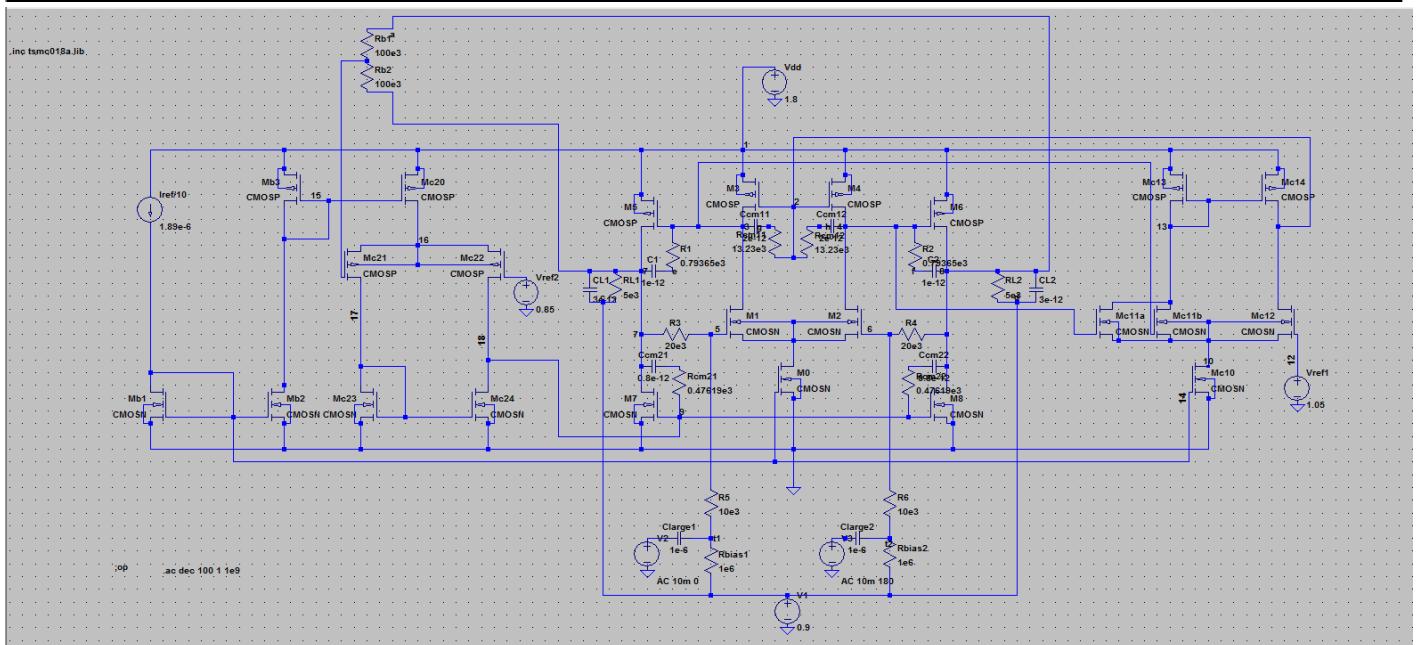 a
Rb1
100e3
.inc tsmc018a.lib
Rb2
100e3
Vdd
1.8
1
Mb3
15
CMOSP
Mc20
CMOSP
Iref/10
1.89e-6
M5
CMOSP
M3
CMOSP
M4
CMOSP
2
M6
CMOSP
Mc13
CMOSP
Mc14
CMOSP
13
Ccm11
3
g
13.23e3
Ccm12
h
4
13.23e3
16
Mc21
CMOSP
Mc22
CMOSP
Vref2
0.85
R1
0.79365e3
C1
7
e
1e-12
CL1
RL1
5e3
R2
0.79365e3
f
8
1e-12
RL2
5e3
CL2
3e-12
17
18
M1
5
CMOSN
M2
6
CMOSN
R3
20e3
7
R4
20e3
Mc11a
CMOSN
Mc11b
CMOSN
Mc12
CMOSN
Ccm21
0.8e-12
Rcm21
0.47619e3
Ccm22
0.47619e3
M0
CMOSN
10
Mc10
CMOSN
14
12
Vref1
1.05
Mb1
CMOSN
Mb2
CMOSN
Mc23
CMOSN
Mc24
CMOSN
M7
CMOSN
9
M8
CMOSN
R5
10e3
R6
10e3
Clarge1
V2
1e-6
t1
Rbias1
1e6
AC 10m 0
Clarge2
V3
1e-6
t2
Rbias2
1e6
AC 10m 180
;op
.ac dec 100 1 1e9
V1
0.9